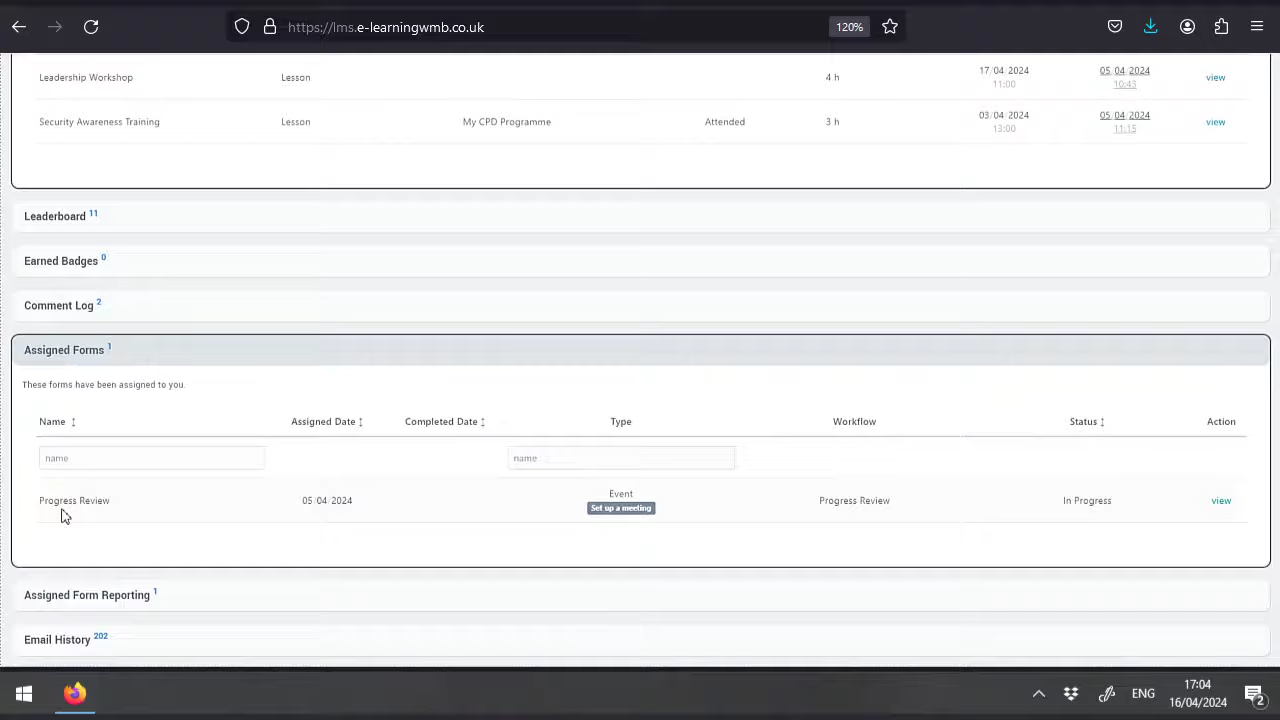 https://lms.e-learningwmb.co.uk
120%
Leadership Workshop Lesson 4 h 17/04/2024 11:00 05/04/2024 10:43 view
Security Awareness Training Lesson My CPD Programme Attended 3 h 03/04/2024 13:00 05/04/2024 11:15 view
Leaderboard 11
Earned Badges 0
Comment Log 2
Assigned Forms 1
These forms have been assigned to you.
Name Assigned Date Completed Date Type Workflow Status Action
name name
Progress Review 05/04/2024 Event Set up a meeting Progress Review In Progress view
Assigned Form Reporting 1
Email History 202
ENG 17:04
16/04/2024
2